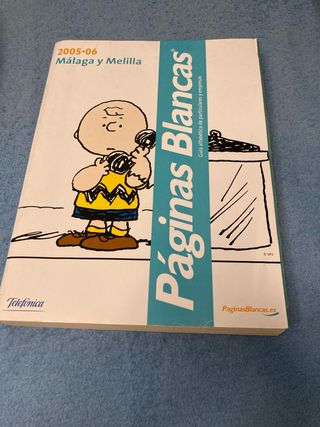 2005-06
Málaga y Melilla
Páginas Blancas®
Guía alfabética de particulares y empresas
Telefónica
PaginasBlancas.es